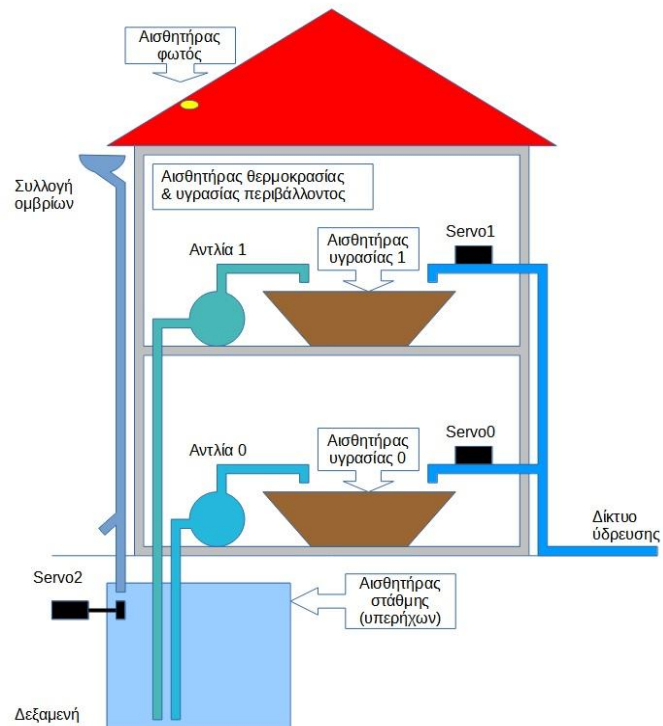 Αισθητήρας
φωτός
Συλλογή
ομβρίων
Αισθητήρας θερμοκρασίας
& υγρασίας περιβάλλοντος
Αντλία 1
Αισθητήρας
υγρασίας 1
Servo1
Αντλία 0
Αισθητήρας
υγρασίας 0
Servo0
Δίκτυο
ύδρευσης
Servo2
Αισθητήρας
στάθμης
(υπερήχων)
Δεξαμενή